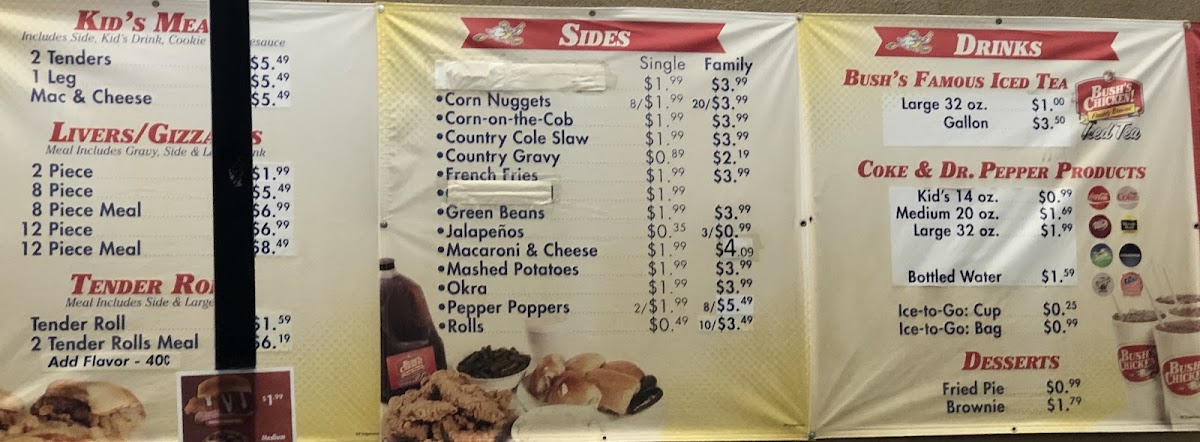 KID'S MEA
Includes Side, Kid's Drink, Cookie esauce
2 Tenders $5.49
1 Leg $5.49
Mac & Cheese $5.49
LIVERS/GIZZA S
Meal Includes Gravy, Side & L nk
2 Piece $1.99
8 Piece $5.49
8 Piece Meal $6.99
12 Piece $6.99
12 Piece Meal $8.49
TENDER RO
Meal Includes Side & Large
Tender Roll $1.59
2 Tender Rolls Meal $6.19
Add Flavor - 40¢
TNT $1.99
Medium
SIDES
Single Family
$1.99 $3.99
•Corn Nuggets 8/$1.99 20/$3.99
•Corn-on-the-Cob $1.99 $3.99
•Country Cole Slaw $1.99 $3.99
•Country Gravy $0.89 $2.19
•French Fries $1.99 $3.99
• $1.99
•Green Beans $1.99 $3.99
•Jalapeños $0.35 3/$0.99
•Macaroni & Cheese $1.99 $4.09
•Mashed Potatoes $1.99 $3.99
•Okra $1.99 $3.99
•Pepper Poppers 2/$1.99 8/$5.49
•Rolls $0.49 10/$3.49
DRINKS
BUSH'S FAMOUS ICED TEA
Large 32 oz. $1.00
Gallon $3.50
BUSH'S CHICKEN!
Iced Tea
COKE & DR. PEPPER PRODUCTS
Kid's 14 oz. $0.99
Medium 20 oz. $1.69
Large 32 oz. $1.99
Bottled Water $1.59
Ice-to-Go: Cup $0.25
Ice-to-Go: Bag $0.99
DESSERTS
Fried Pie $0.99
Brownie $1.79
BUSH'S CHICKEN
BUSH'S CHICKEN